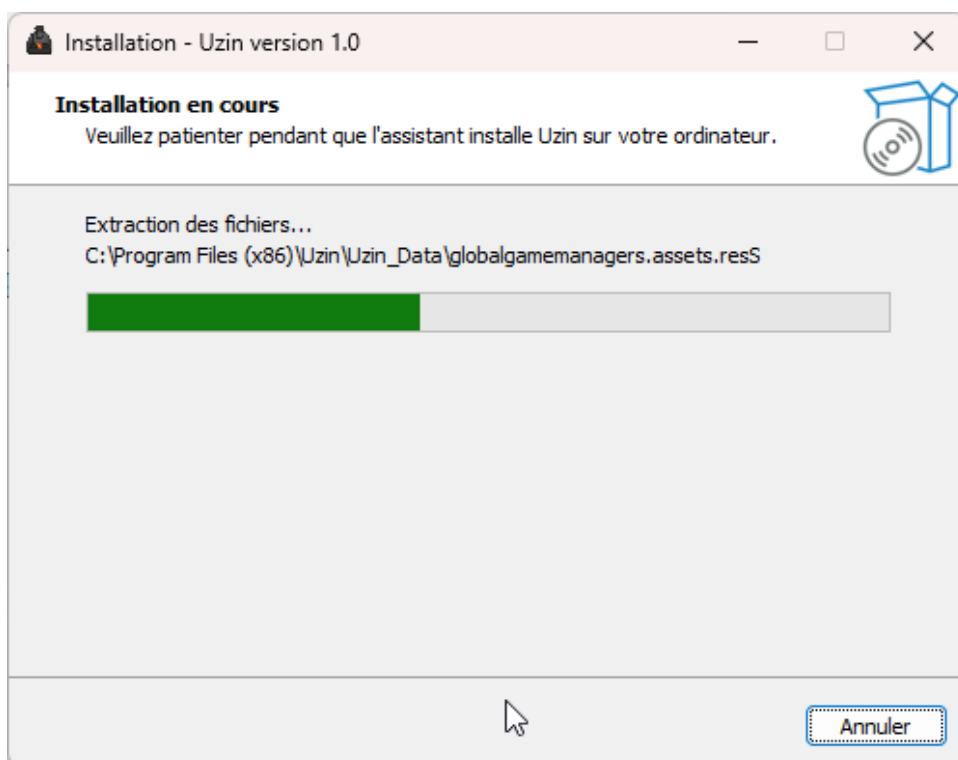 Installation - Uzin version 1.0
Installation en cours
Veuillez patienter pendant que l'assistant installe Uzin sur votre ordinateur.
Extraction des fichiers...
C:\Program Files (x86)\Uzin\Uzin_Data\globalgamemanagers.assets.resS
Annuler